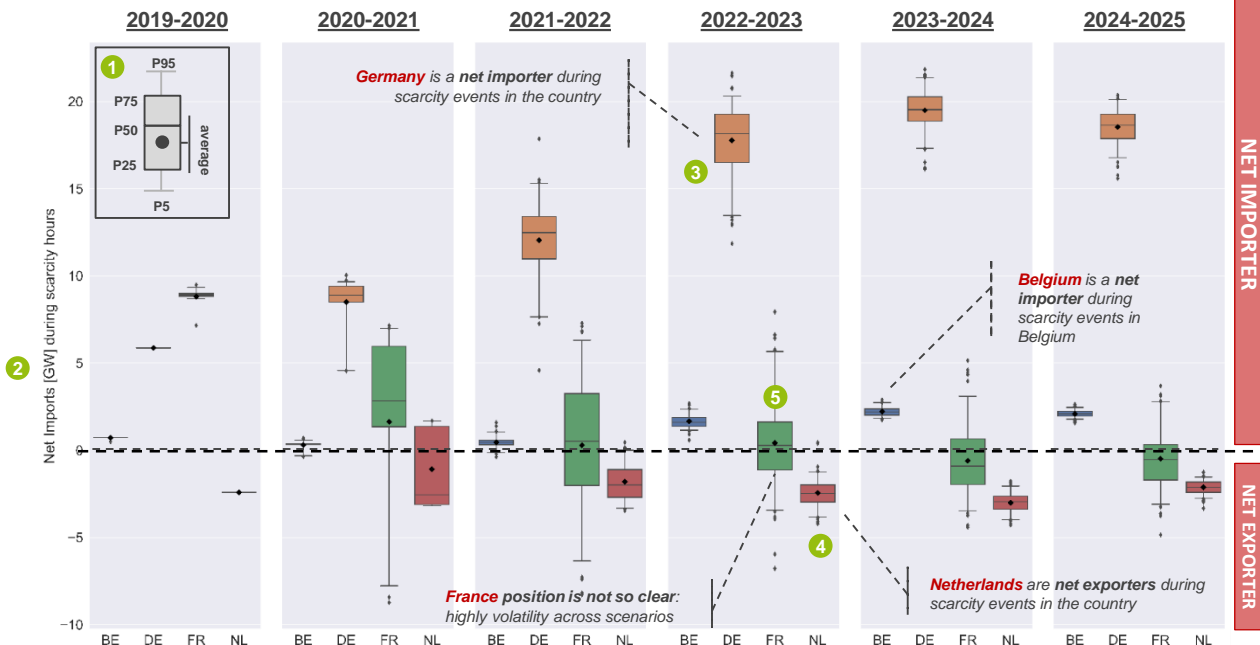 2019-2020
2020-2021
2021-2022
2022-2023
2023-2024
2024-2025
1
P95
P75
P50
P25
P5
average
Germany is a net importer during
scarcity events in the country
3
2
Net Imports [GW] during scarcity hours
20
15
10
5
0
−5
−10
Belgium is a net
importer during
scarcity events in
Belgium
5
4
France position is not so clear:
highly volatility across scenarios
Netherlands are net exporters during
scarcity events in the country
NET IMPORTER
NET EXPORTER
BE DE FR NL
BE DE FR NL
BE DE FR NL
BE DE FR NL
BE DE FR NL
BE DE FR NL